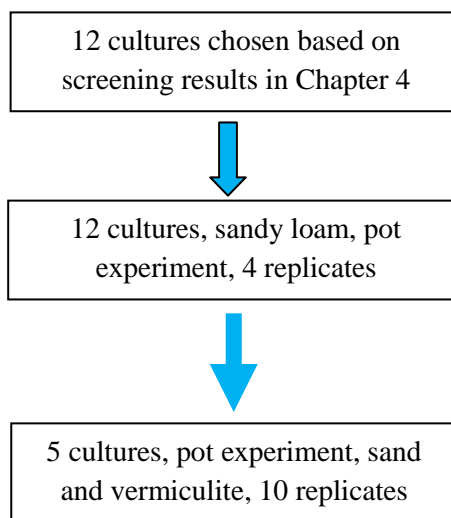 12 cultures chosen based on
screening results in Chapter 4
12 cultures, sandy loam, pot
experiment, 4 replicates
5 cultures, pot experiment, sand
and vermiculite, 10 replicates